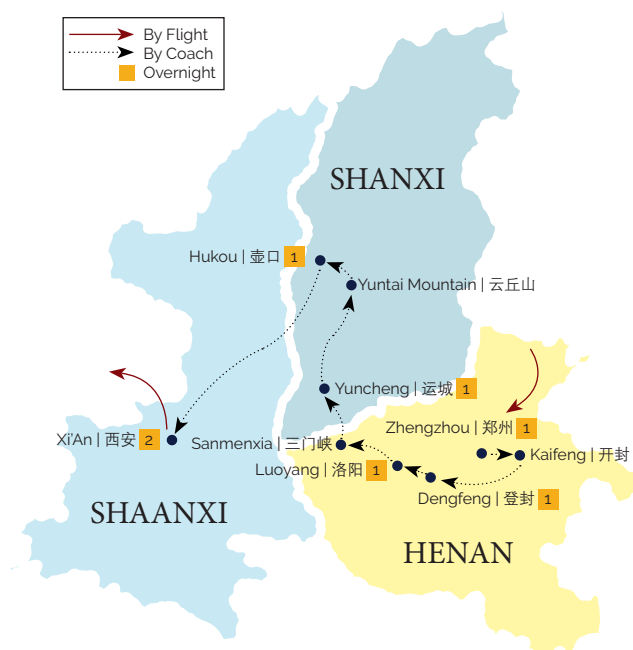 By Flight
By Coach
Overnight
SHANXI
Hukou | 壶口 1
Yuntai Mountain | 云丘山
Yuncheng | 运城 1
Zhengzhou | 郑州 1
Xi'An | 西安 2
Sanmenxia | 三门峡
Kaifeng | 开封
Luoyang | 洛阳 1
Dengfeng | 登封 1
SHAANXI
HENAN